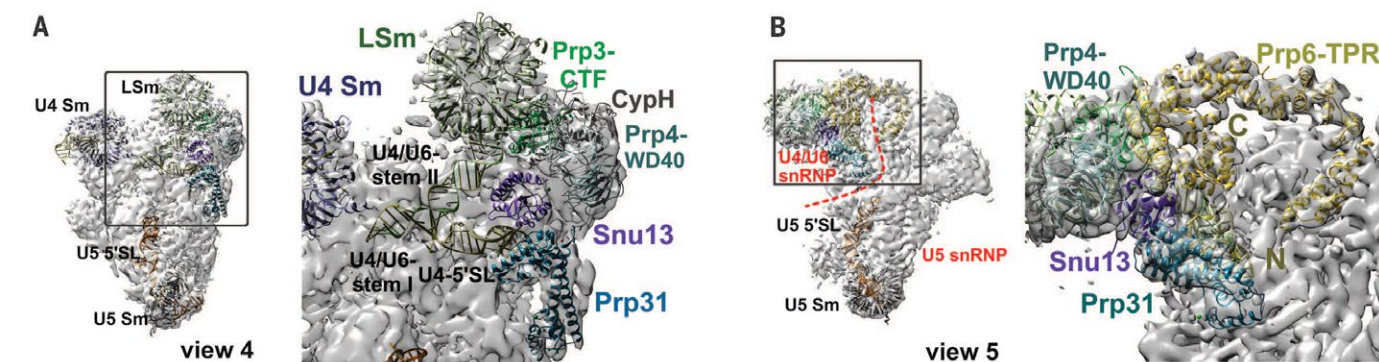 A
U4 Sm
LSm
U5 5'SL
U5 Sm
view 4
LSm
Prp3-
CTF
U4 Sm
CypH
Prp4-
WD40
U4/U6-
stem II
Snu13
U4/U6-
stem I
U4-5'SL
Prp31
B
U4/U6
snRNP
U5 5'SL
U5 snRNP
U5 Sm
view 5
Prp4-
WD40
Prp6-TPR
C
Snu13
N
Prp31